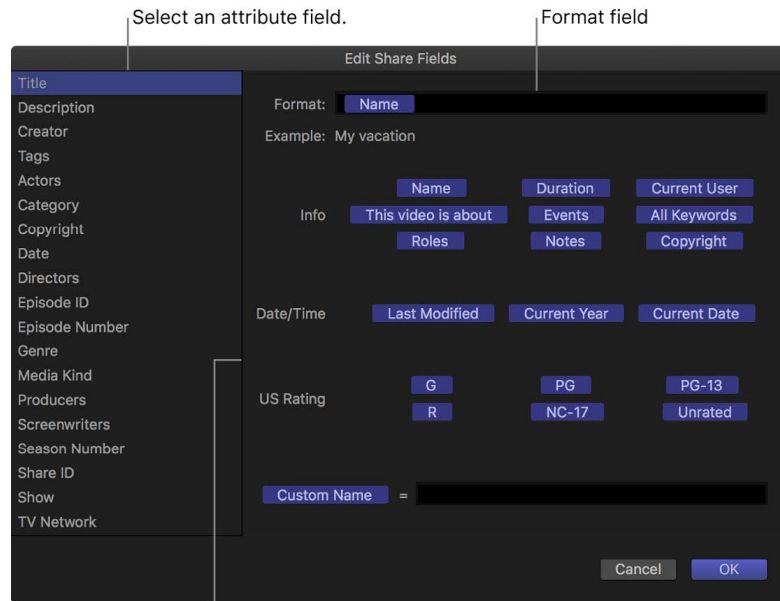 Select an attribute field.
Format field
Edit Share Fields
Title
Description
Creator
Tags
Actors
Category
Copyright
Date
Directors
Episode ID
Episode Number
Genre
Media Kind
Producers
Screenwriters
Season Number
Share ID
Show
TV Network
Format: Name
Example: My vacation
Info
Name Duration Current User
This video is about Events All Keywords
Roles Notes Copyright
Date/Time Last Modified Current Year Current Date
US Rating
G PG PG-13
R NC-17 Unrated
Custom Name =
Cancel OK